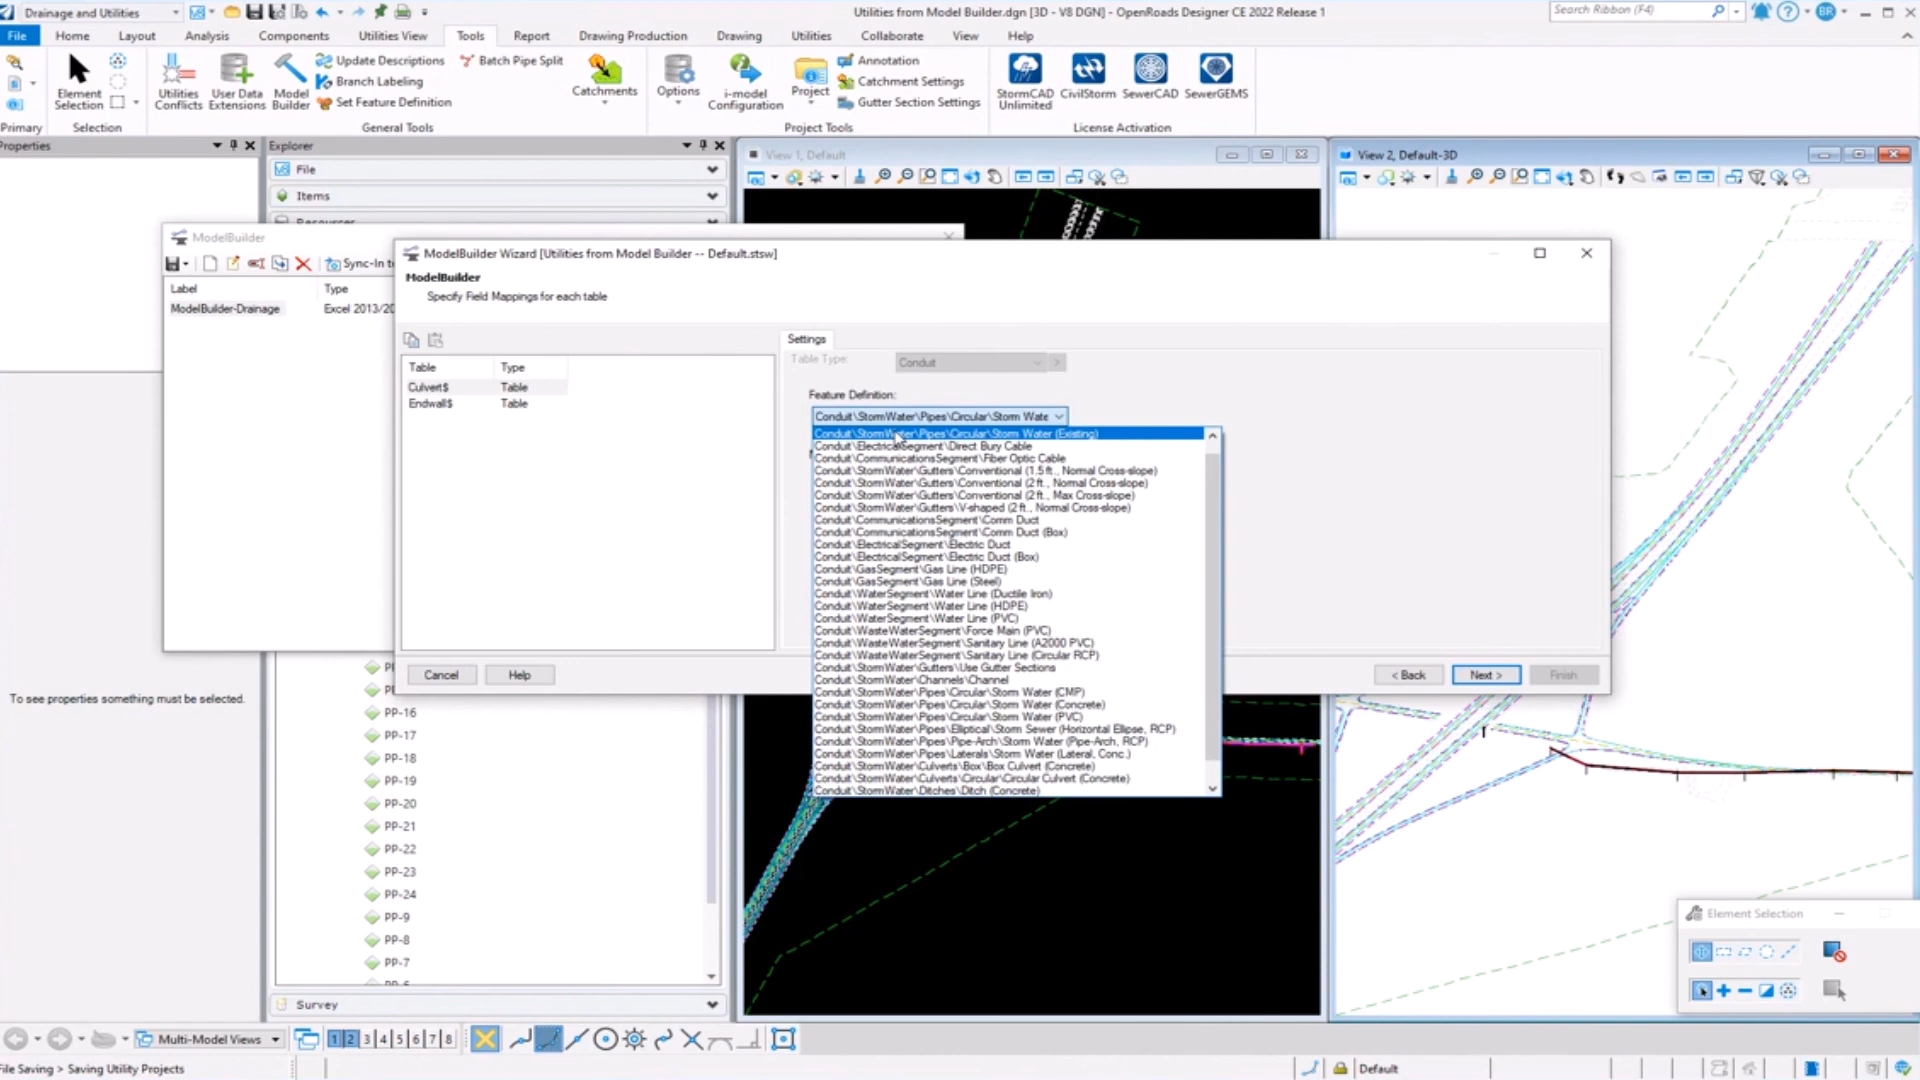 Drainage and Utilities
Utilities from Model Builder.dgn [3D - V8 DGN] - OpenRoads Designer CE 2022 Release 1
Search Ribbon (F4)
BR
File
Home
Layout
Analysis
Components
Utilities View
Tools
Report
Drawing Production
Drawing
Utilities
Collaborate
View
Help
Element Selection
Utilities Conflicts
User Data Extensions
Model Builder
Update Descriptions
Branch Labeling
Set Feature Definition
Batch Pipe Split
Catchments
Options
i-model Configuration
Project
Annotation
Catchment Settings
Gutter Section Settings
StormCAD Unlimited
CivilStorm
SewerCAD
SewerGEMS
Primary
Selection
General Tools
Project Tools
License Activation
Properties
Explorer
View 1, Default
View 2, Default-3D
File
Items
Resources
ModelBuilder
Sync-In t
Label
Type
ModelBuilder-Drainage
Excel 2013/20
ModelBuilder Wizard [Utilities from Model Builder -- Default.stsw]
ModelBuilder
Specify Field Mappings for each table
Table
Type
Culvert$
Table
Endwall$
Table
Settings
Table Type:
Conduit
Feature Definition:
Conduit\StormWater\Pipes\Circular\Storm Wate
Conduit\StormWater\Pipes\Circular\Storm Water (Existing)
Conduit\ElectricalSegment\Direct Bury Cable
Conduit\CommunicationsSegment\Fiber Optic Cable
Conduit\StormWater\Gutters\Conventional (1.5 ft., Normal Cross-slope)
Conduit\StormWater\Gutters\Conventional (2 ft., Normal Cross-slope)
Conduit\StormWater\Gutters\Conventional (2 ft., Max Cross-slope)
Conduit\StormWater\Gutters\V-shaped (2 ft., Normal Cross-slope)
Conduit\CommunicationsSegment\Comm Duct
Conduit\CommunicationsSegment\Comm Duct (Box)
Conduit\ElectricalSegment\Electric Duct
Conduit\ElectricalSegment\Electric Duct (Box)
Conduit\GasSegment\Gas Line (HDPE)
Conduit\GasSegment\Gas Line (Steel)
Conduit\WaterSegment\Water Line (Ductile Iron)
Conduit\WaterSegment\Water Line (HDPE)
Conduit\WaterSegment\Water Line (PVC)
Conduit\WasteWaterSegment\Force Main (PVC)
Conduit\WasteWaterSegment\Sanitary Line (A2000 PVC)
Conduit\WasteWaterSegment\Sanitary Line (Circular RCP)
Conduit\StormWater\Gutters\Use Gutter Sections
Conduit\StormWater\Channels\Channel
Conduit\StormWater\Pipes\Circular\Storm Water (CMP)
Conduit\StormWater\Pipes\Circular\Storm Water (Concrete)
Conduit\StormWater\Pipes\Circular\Storm Water (PVC)
Conduit\StormWater\Pipes\Elliptical\Storm Sewer (Horizontal Ellipse, RCP)
Conduit\StormWater\Pipes\Pipe-Arch\Storm Water (Pipe-Arch, RCP)
Conduit\StormWater\Pipes\Laterals\Storm Water (Lateral, Conc.)
Conduit\StormWater\Culverts\Box\Box Culvert (Concrete)
Conduit\StormWater\Culverts\Circular\Circular Culvert (Concrete)
Conduit\StormWater\Ditches\Ditch (Concrete)
Cancel
Help
< Back
Next >
Finish
To see properties something must be selected.
PP-16
PP-17
PP-18
PP-19
PP-20
PP-21
PP-22
PP-23
PP-24
PP-9
PP-8
PP-7
Survey
Element Selection
Multi-Model Views
1 2 3 4 5 6 7 8
File Saving > Saving Utility Projects
Default